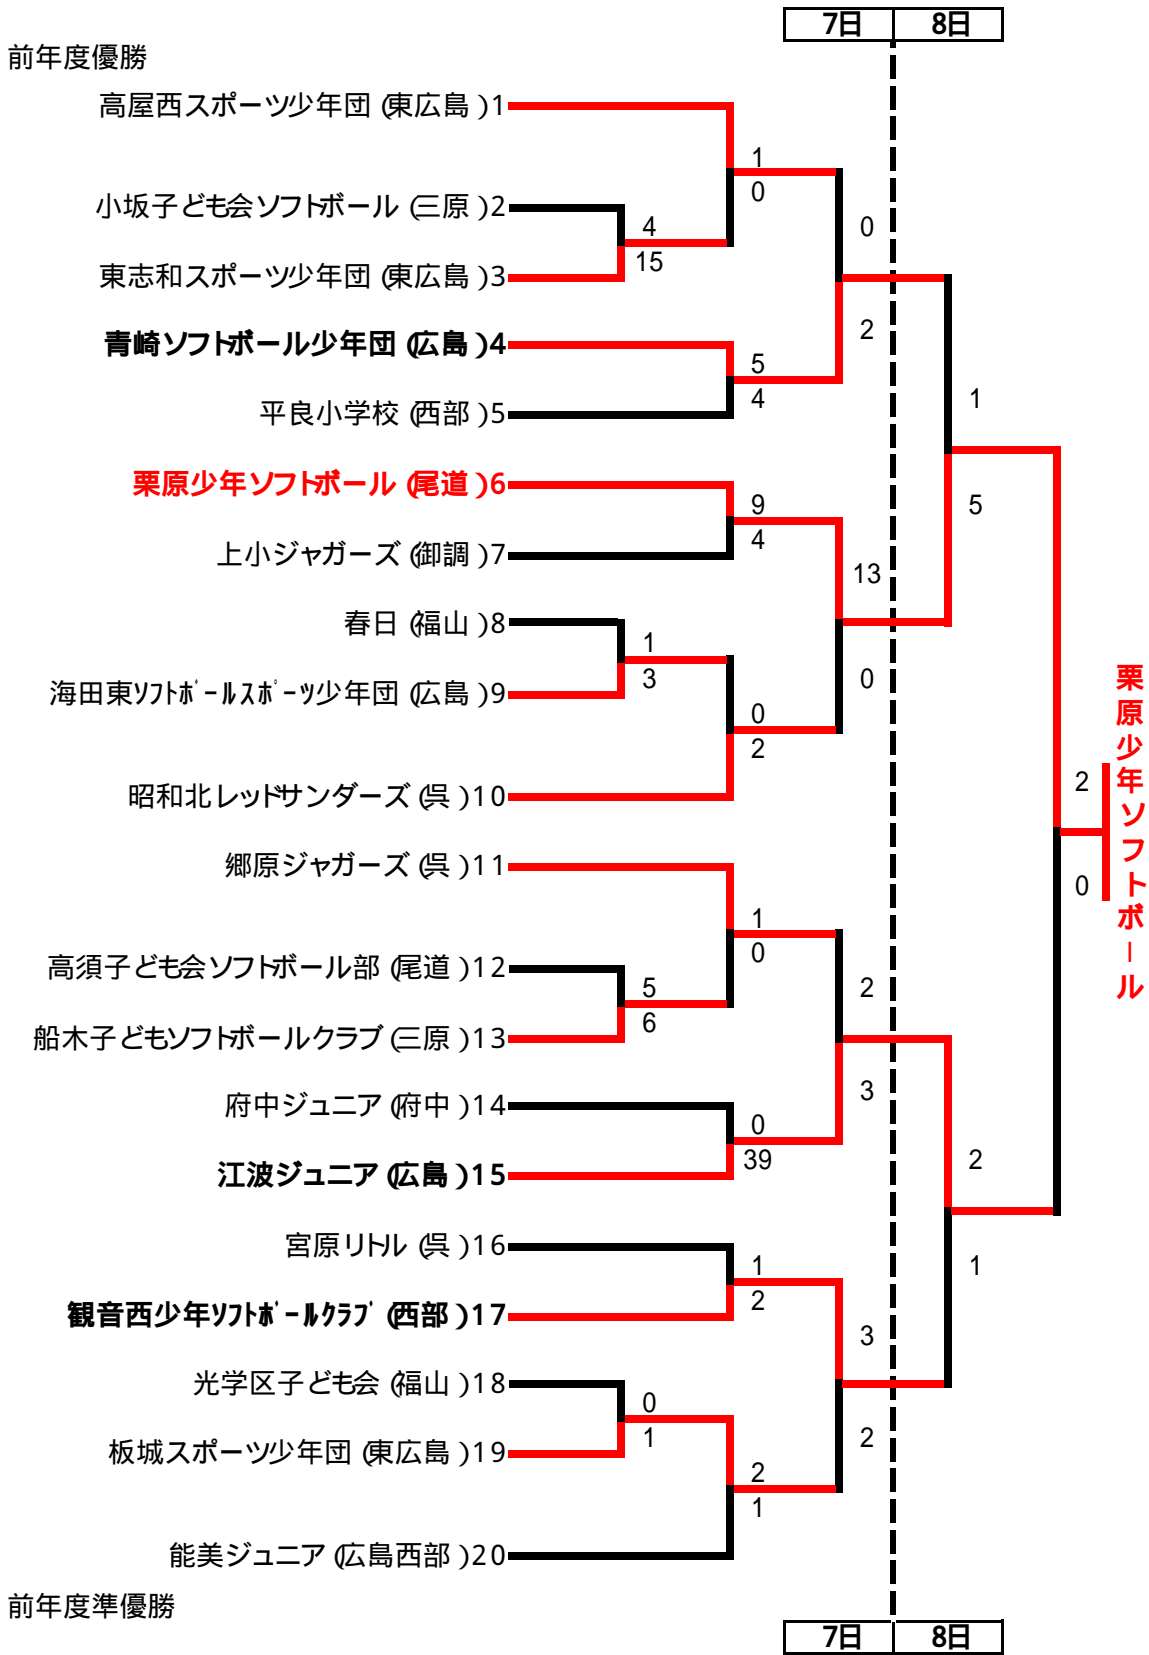 7日 8日
前年度優勝
高屋西スポーツ少年団(東広島)1
1
0
小坂子ども会ソフトボール(三原)2
4
0
15
東志和スポーツ少年団(東広島)3
青崎ソフトボール少年団(広島)4
2
5
4
1
平良小学校(西部)5
栗原少年ソフトボール(尾道)6
9
5
4
上小ジャガーズ(御調)7
13
春日(福山)8
1
3
0
海田東ソフトボールスポーツ少年団(広島)9
0
2
昭和北レッドサンダーズ(呉)10
2
栗原少年ソフトボール
0
郷原ジャガーズ(呉)11
1
0
高須子ども会ソフトボール部(尾道)12
5
2
6
船木子どもソフトボールクラブ(三原)13
3
府中ジュニア(府中)14
0
39
2
江波ジュニア(広島)15
宮原リトル(呉)16
1
1
2
観音西少年ソフトボールクラブ(西部)17
3
光学区子ども会(福山)18
0
1
2
板城スポーツ少年団(東広島)19
2
1
能美ジュニア(広島西部)20
前年度準優勝
7日 8日